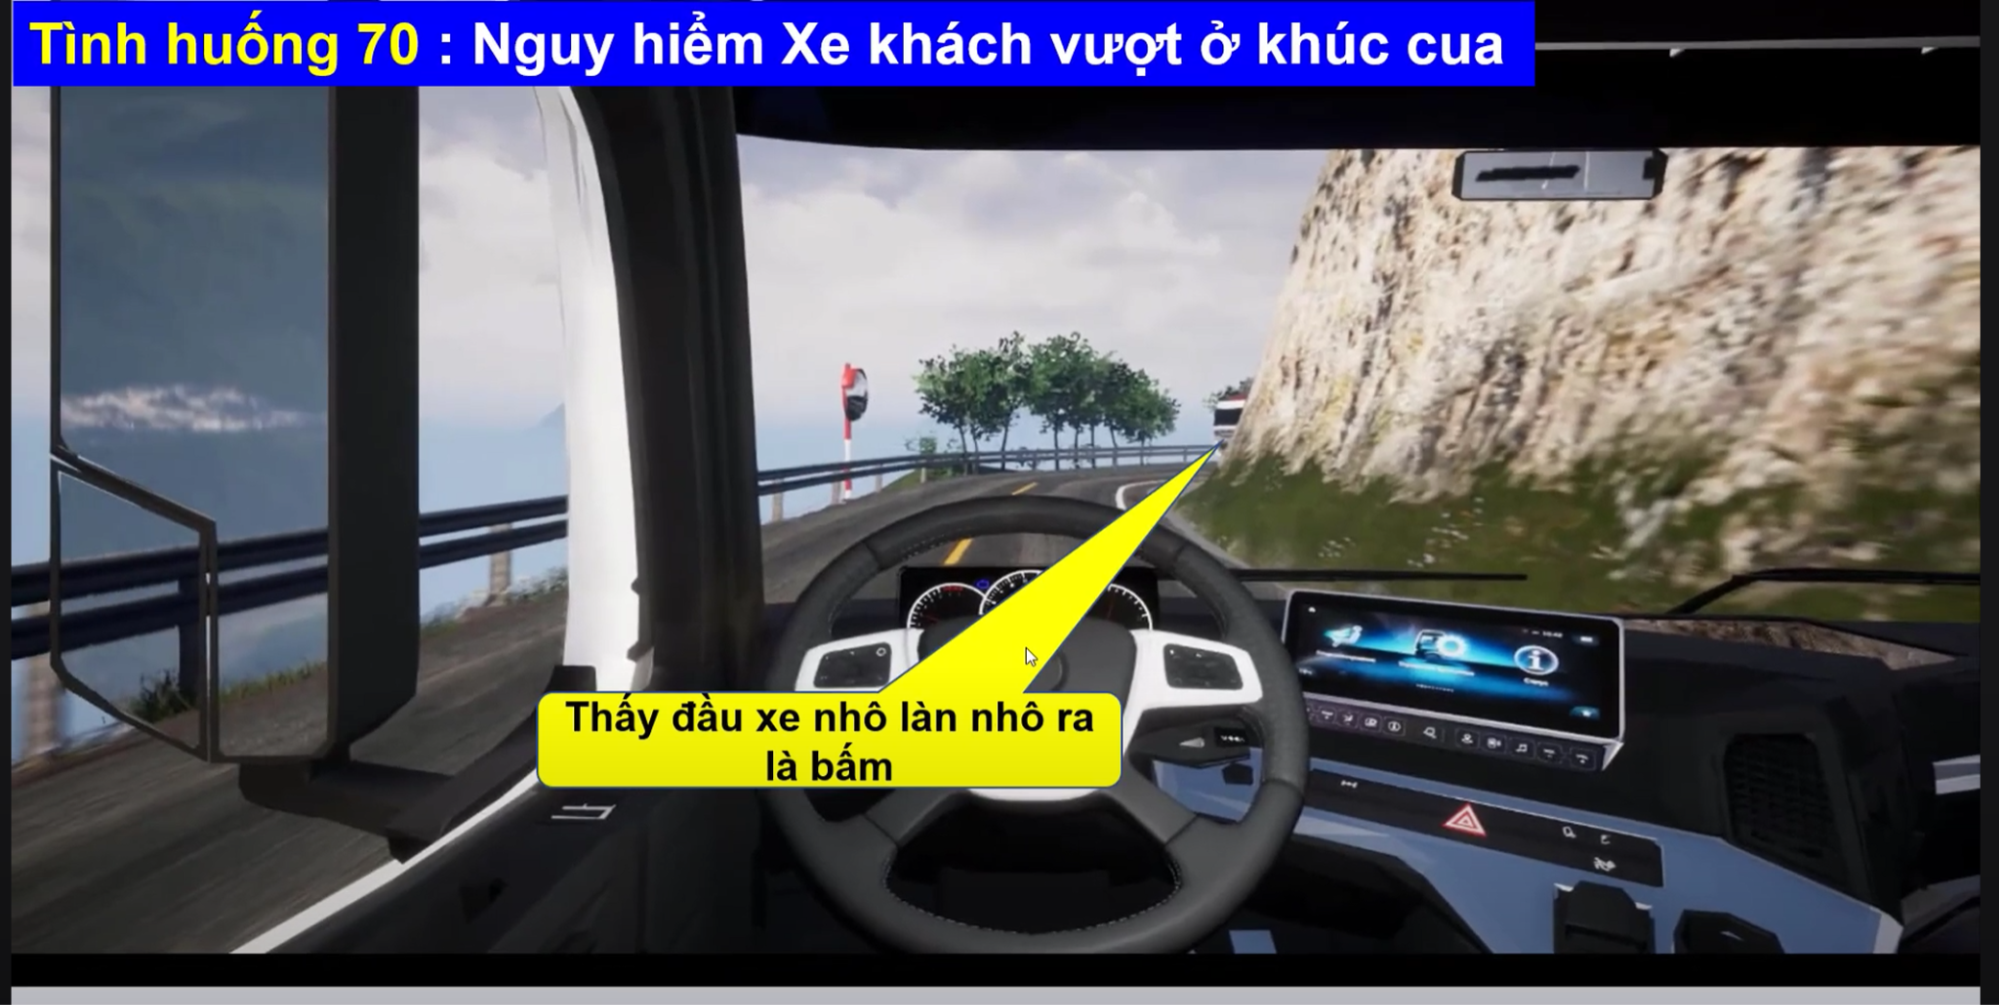 Tình huống 70 : Nguy hiểm Xe khách vượt ở khúc cua
Thấy đầu xe nhô làn nhô ra
là bấm